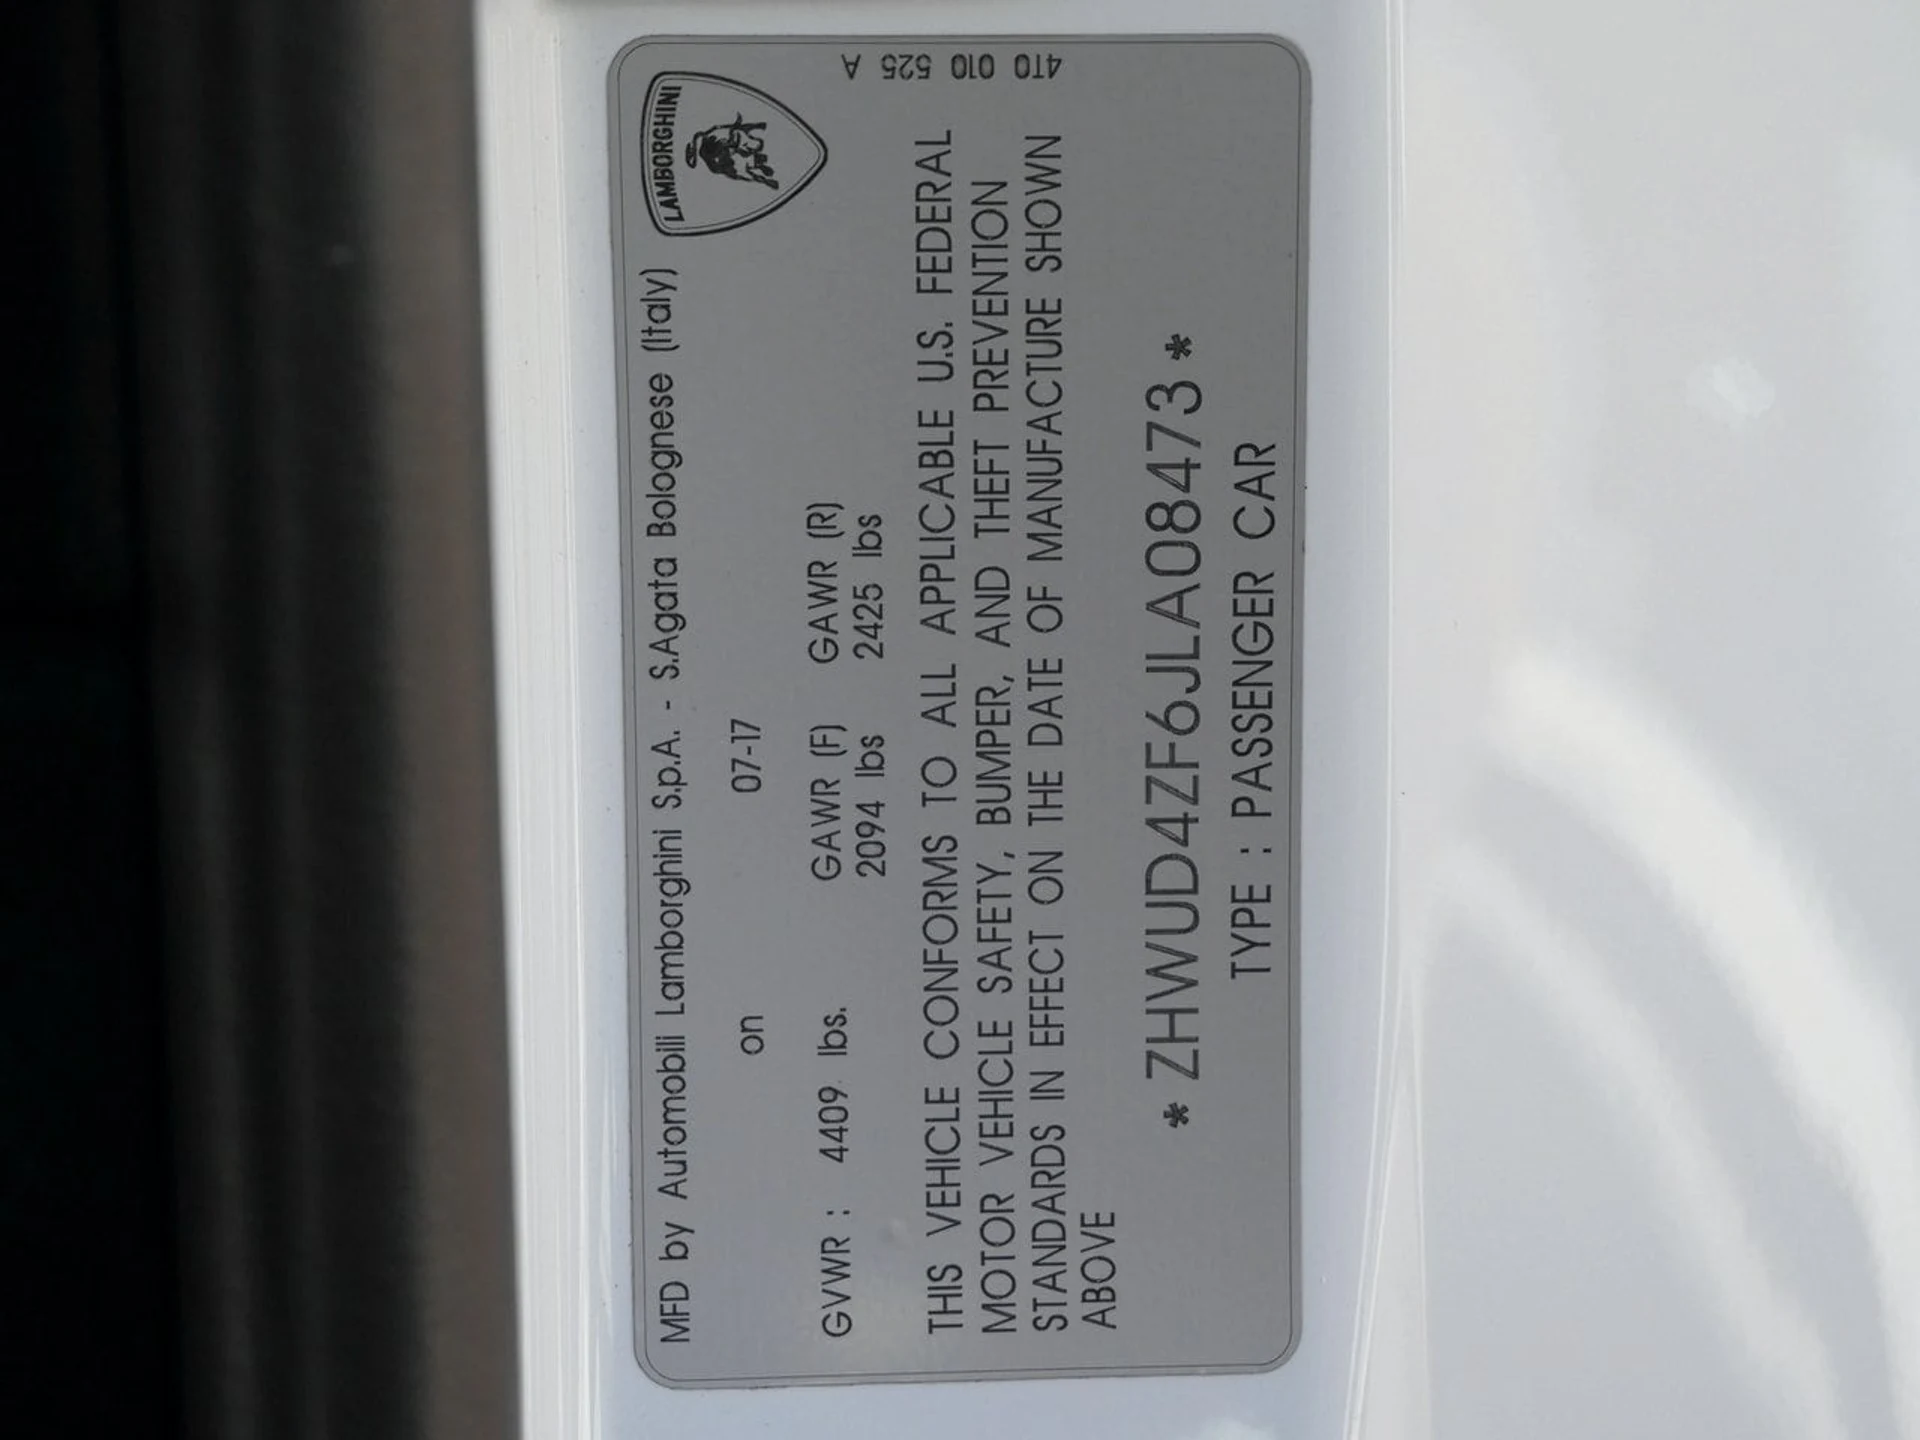 MFD by Automobili Lamborghini S.p.A. - S.Agata Bolognese (Italy)
LAMBORGHINI
4T0 010 525 A
on 07-17
GVWR : 4409 lbs. GAWR (F) GAWR (R)
2094 lbs 2425 lbs
THIS VEHICLE CONFORMS TO ALL APPLICABLE U.S. FEDERAL
MOTOR VEHICLE SAFETY, BUMPER, AND THEFT PREVENTION
STANDARDS IN EFFECT ON THE DATE OF MANUFACTURE SHOWN
ABOVE
* ZHWUD4ZF6JLA08473 *
TYPE : PASSENGER CAR